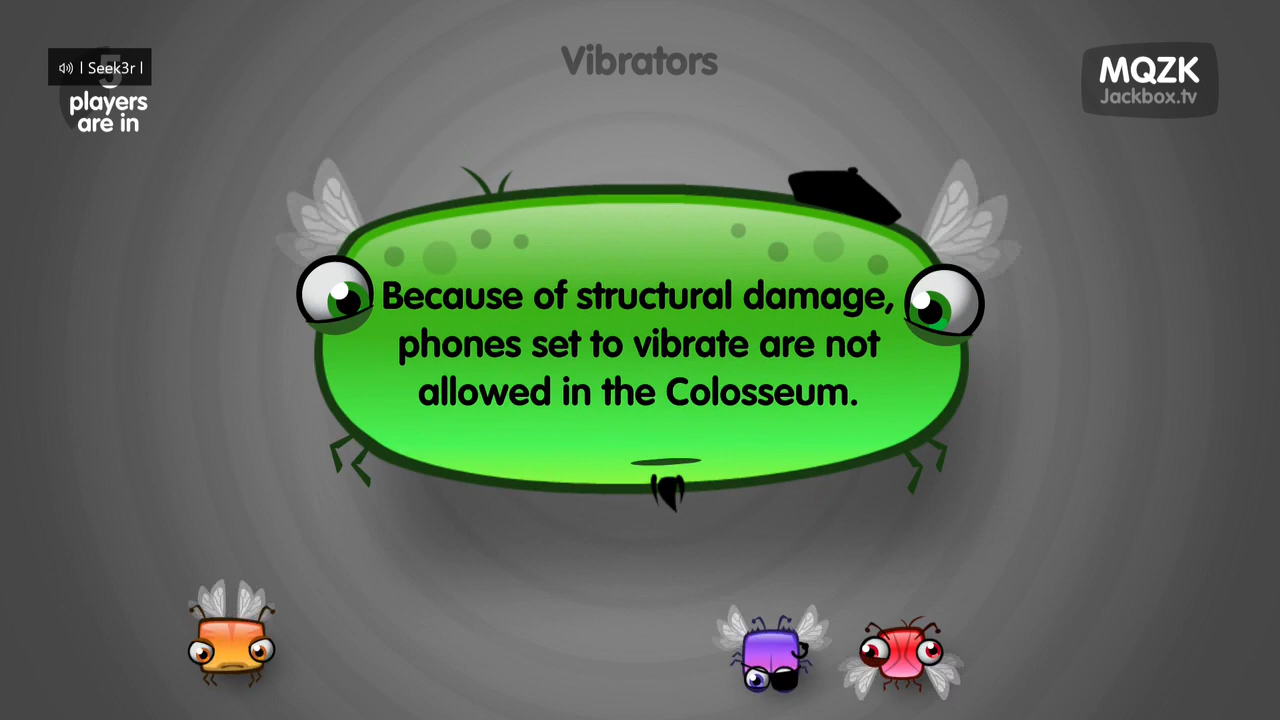 Vibrators
l Seek3r l
5
players
are in
MQZK
Jackbox.tv
Because of structural damage,
phones set to vibrate are not
allowed in the Colosseum.